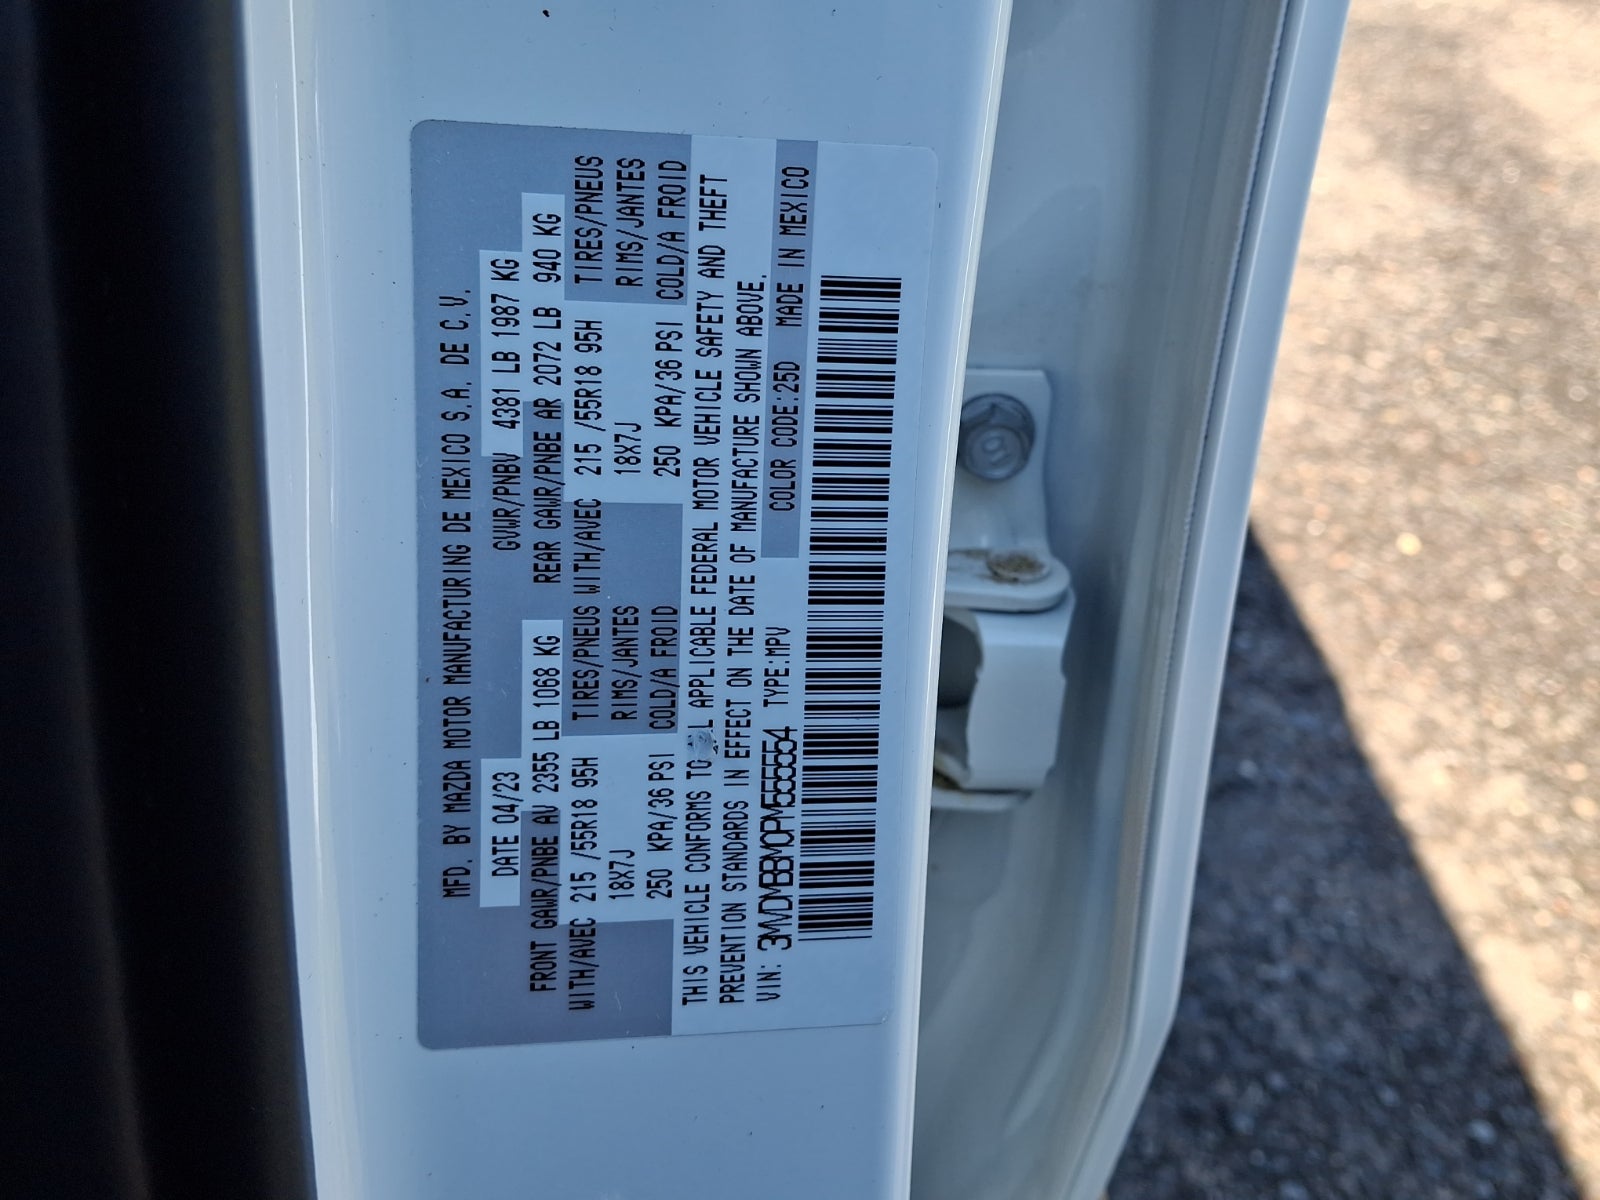 MFD. BY MAZDA MOTOR MANUFACTURING DE MEXICO S.A. DE C.V.
DATE 04/23 GVWR/PNBV 4381 LB 1987 KG
FRONT GAWR/PNBE AV 2355 LB 1068 KG REAR GAWR/PNBE AR 2072 LB 940 KG
WITH/AVEC 215 /55R18 95H TIRES/PNEUS WITH/AVEC 215 /55R18 95H TIRES/PNEUS
18X7J RIMS/JANTES 18X7J RIMS/JANTES
250 KPA/36 PSI COLD/A FROID 250 KPA/36 PSI COLD/A FROID
THIS VEHICLE CONFORMS TO APPLICABLE FEDERAL MOTOR VEHICLE SAFETY AND THEFT
PREVENTION STANDARDS IN EFFECT ON THE DATE OF MANUFACTURE SHOWN ABOVE.
VIN: 3MVDMBBM0PM555554 TYPE:MPV COLOR CODE:25D MADE IN MEXICO